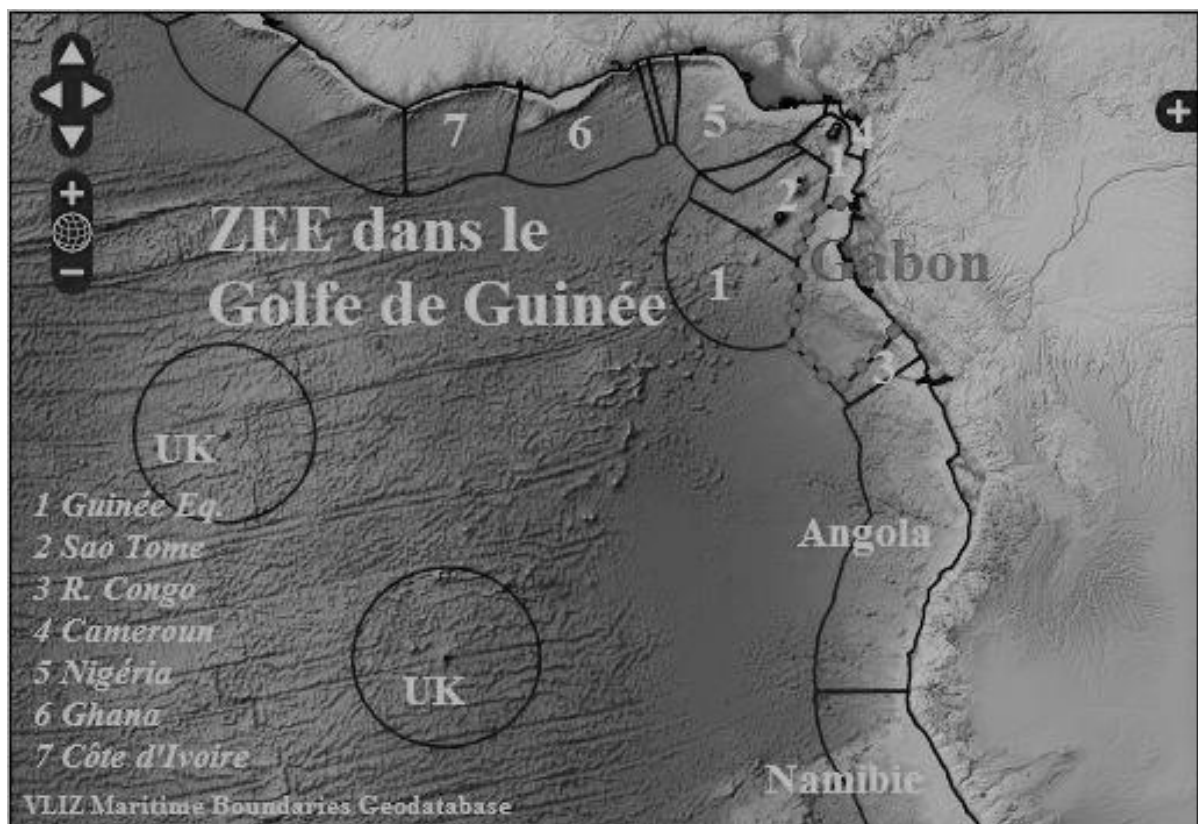 7
6
5
4
1
2
ZEE dans le
Golfe de Guinée
1
Gabon
3
UK
1 Guinée Eq.
2 Sao Tome
3 R. Congo
4 Cameroun
5 Nigéria
6 Ghana
7 Côte d'Ivoire
Angola
UK
Namibie
VLIZ Maritime Boundaries Geodatabase